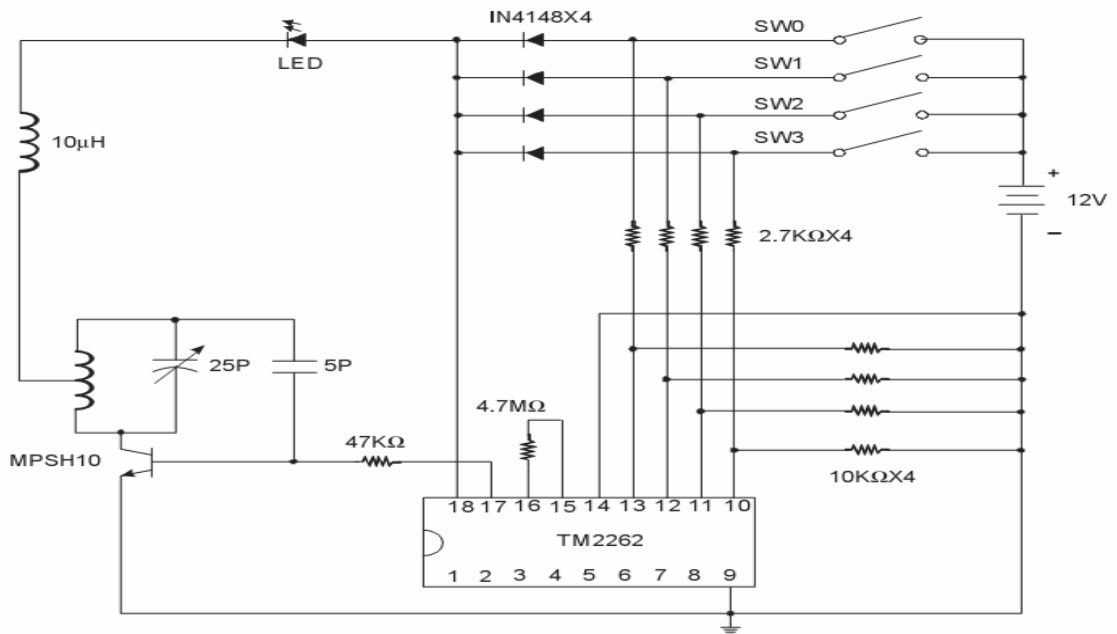 IN4148X4
SW0
LED
SW1
SW2
10μH
SW3
+
12V
2.7KΩX4
−
25P
5P
4.7MΩ
47KΩ
MPSH10
10KΩX4
18 17 16 15 14 13 12 11 10
TM2262
1 2 3 4 5 6 7 8 9